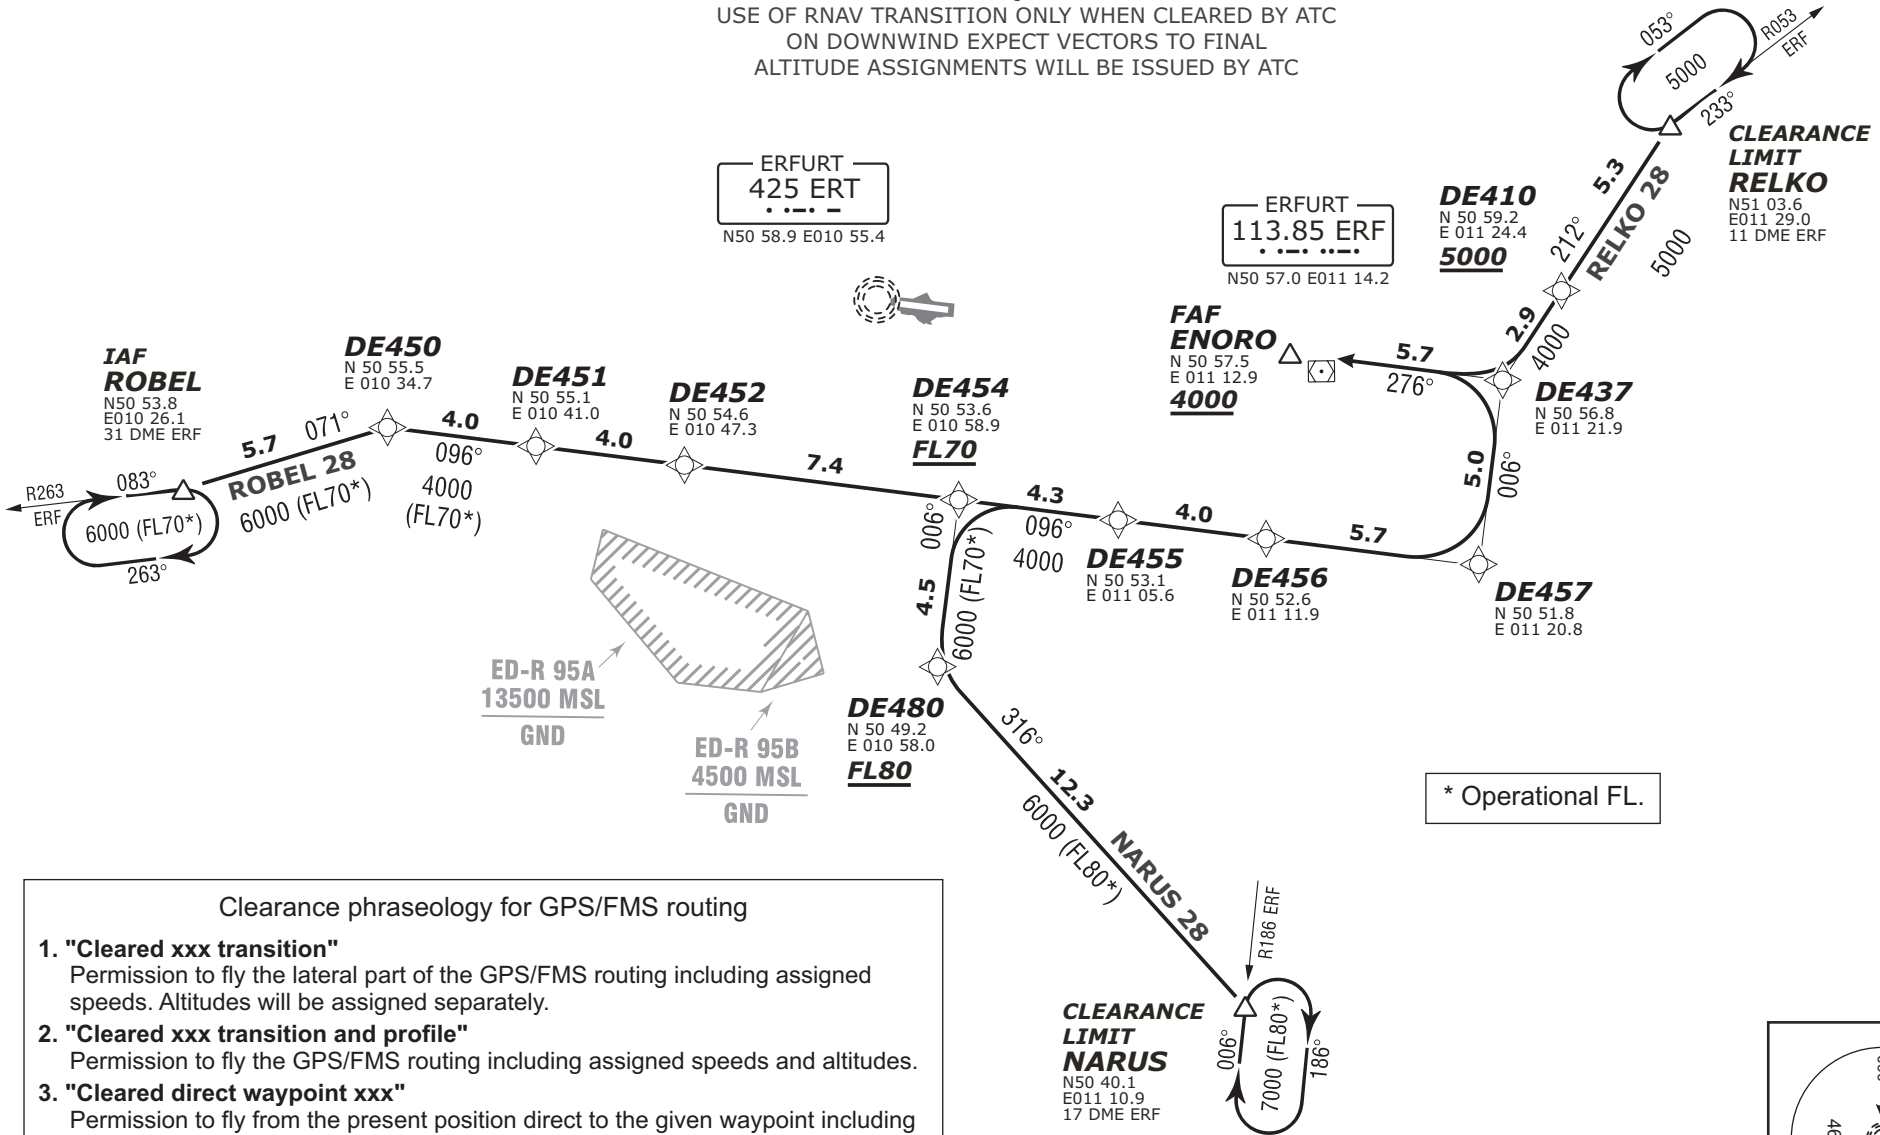 USE OF RNAV TRANSITION ONLY WHEN CLEARED BY ATC
ON DOWNWIND EXPECT VECTORS TO FINAL
ALTITUDE ASSIGNMENTS WILL BE ISSUED BY ATC
053°
R053
ERF
5000
233°
CLEARANCE
LIMIT
RELKO
N51 03.6
E011 29.0
11 DME ERF
5.3
RELKO 28
212°
5000
ERFURT
425 ERT
N50 58.9 E010 55.4
ERFURT
113.85 ERF
N50 57.0 E011 14.2
DE410
N 50 59.2
E 011 24.4
5000
2.9
4000
FAF
ENORO
N 50 57.5
E 011 12.9
4000
5.7
276°
DE437
N 50 56.8
E 011 21.9
5.0
006°
IAF
ROBEL
N50 53.8
E010 26.1
31 DME ERF
R263
ERF
083°
6000 (FL70*)
263°
5.7
071°
ROBEL 28
6000 (FL70*)
DE450
N 50 55.5
E 010 34.7
4.0
096°
4000
(FL70*)
DE451
N 50 55.1
E 010 41.0
4.0
DE452
N 50 54.6
E 010 47.3
7.4
DE454
N 50 53.6
E 010 58.9
FL70
4.3
096°
4000
006°
4.5
6000 (FL70*)
DE455
N 50 53.1
E 011 05.6
4.0
DE456
N 50 52.6
E 011 11.9
5.7
DE457
N 50 51.8
E 011 20.8
ED-R 95A
13500 MSL
GND
ED-R 95B
4500 MSL
GND
DE480
N 50 49.2
E 010 58.0
FL80
316°
12.3
6000 (FL80*)
NARUS 28
* Operational FL.
R186 ERF
CLEARANCE
LIMIT
NARUS
N50 40.1
E011 10.9
17 DME ERF
006°
7000 (FL80*)
186°
Clearance phraseology for GPS/FMS routing
1. "Cleared xxx transition"
Permission to fly the lateral part of the GPS/FMS routing including assigned
speeds. Altitudes will be assigned separately.
2. "Cleared xxx transition and profile"
Permission to fly the GPS/FMS routing including assigned speeds and altitudes.
3. "Cleared direct waypoint xxx"
Permission to fly from the present position direct to the given waypoint including